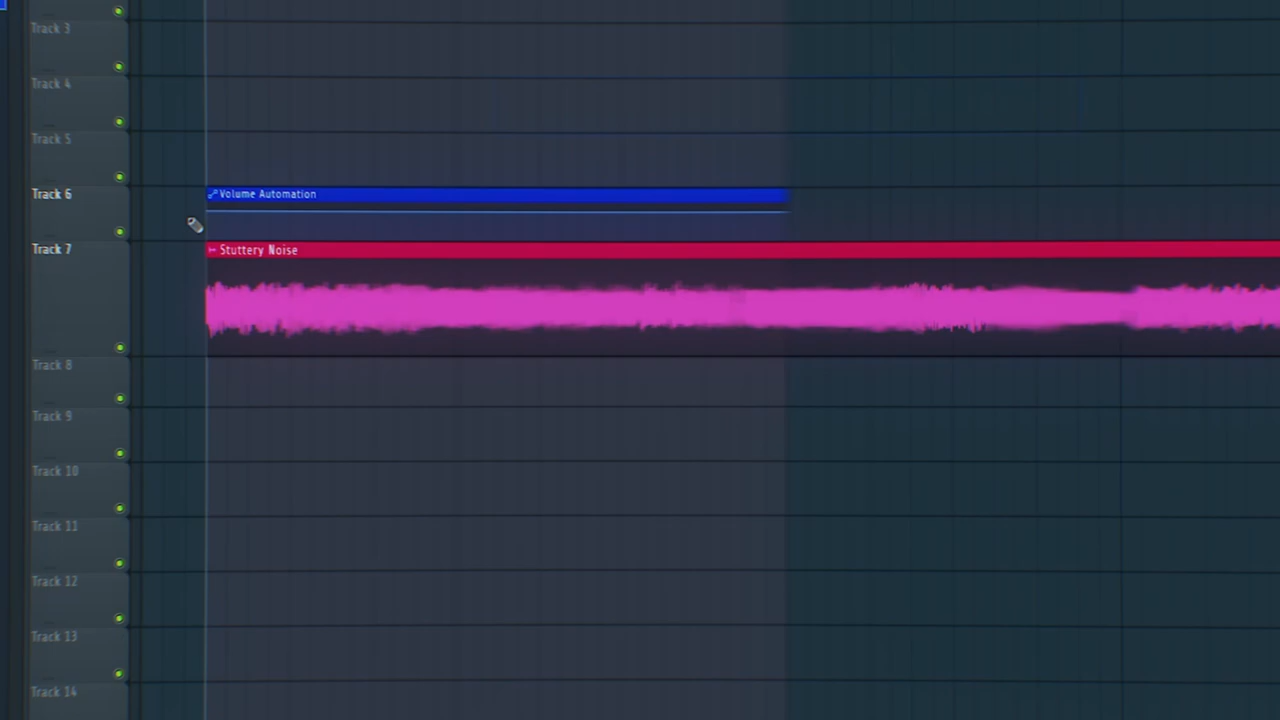 Track 3
Track 4
Track 5
Track 6
Volume Automation
Track 7
Stuttery Noise
Track 8
Track 9
Track 10
Track 11
Track 12
Track 13
Track 14